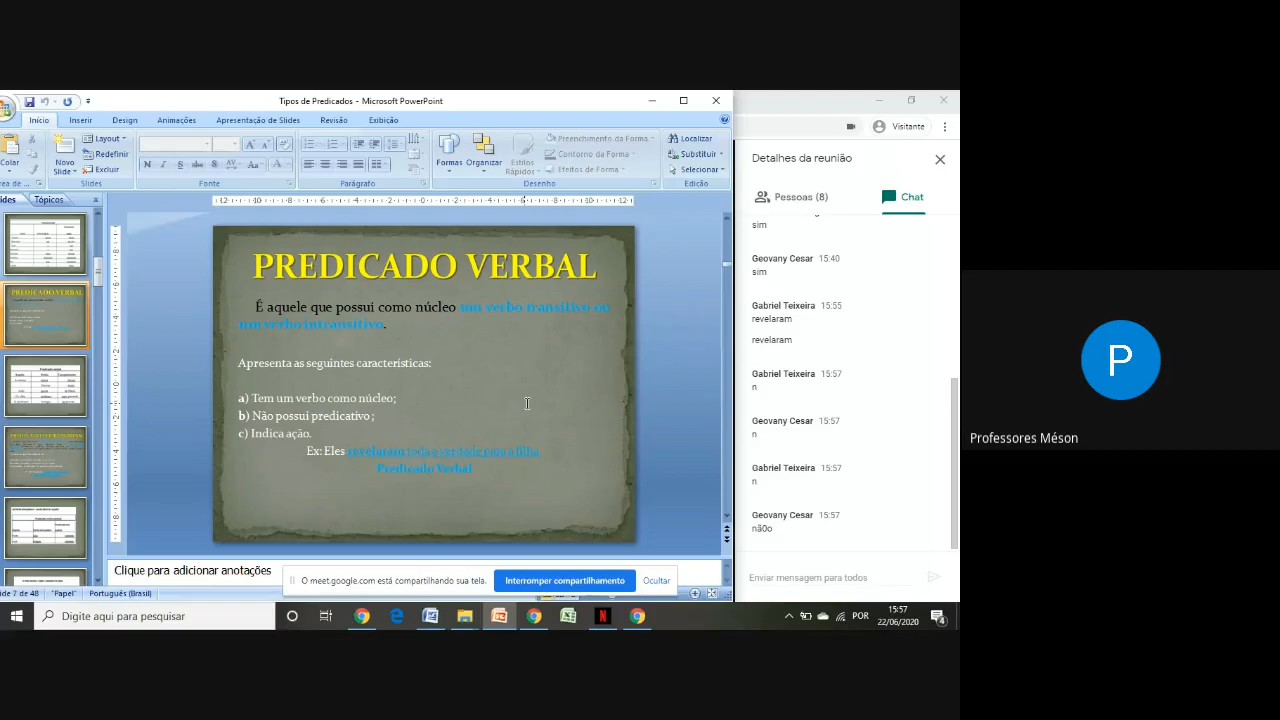 Tipos de Predicados - Microsoft PowerPoint
Início Inserir Design Animações Apresentação de Slides Revisão Exibição
Colar
Novo Slide
Layout
Redefinir
Excluir
Slides
Fonte
Parágrafo
Formas
Organizar
Estilos Rápidos
Preenchimento da Forma
Contorno da Forma
Efeitos de Forma
Desenho
Localizar
Substituir
Selecionar
Edição
Tópicos
PREDICADO VERBAL
É aquele que possui como núcleo um verbo transitivo ou
um verbo intransitivo.
Apresenta as seguintes características:
a) Tem um verbo como núcleo;
b) Não possui predicativo ;
c) Indica ação.
Ex: Eles revelaram toda a verdade para a filha.
Predicado Verbal
Clique para adicionar anotações
O meet.google.com está compartilhando sua tela.
Interromper compartilhamento
Ocultar
de 7 de 48
"Papel"
Português (Brasil)
Visitante
Detalhes da reunião
Pessoas (8)
Chat
sim
Geovany Cesar 15:40
sim
Gabriel Teixeira 15:55
revelaram
revelaram
Gabriel Teixeira 15:57
n
Geovany Cesar 15:57
n
Gabriel Teixeira 15:57
n
Geovany Cesar 15:57
nã0o
Enviar mensagem para todos
Digite aqui para pesquisar
POR
15:57
22/06/2020
4
P
Professores Méson